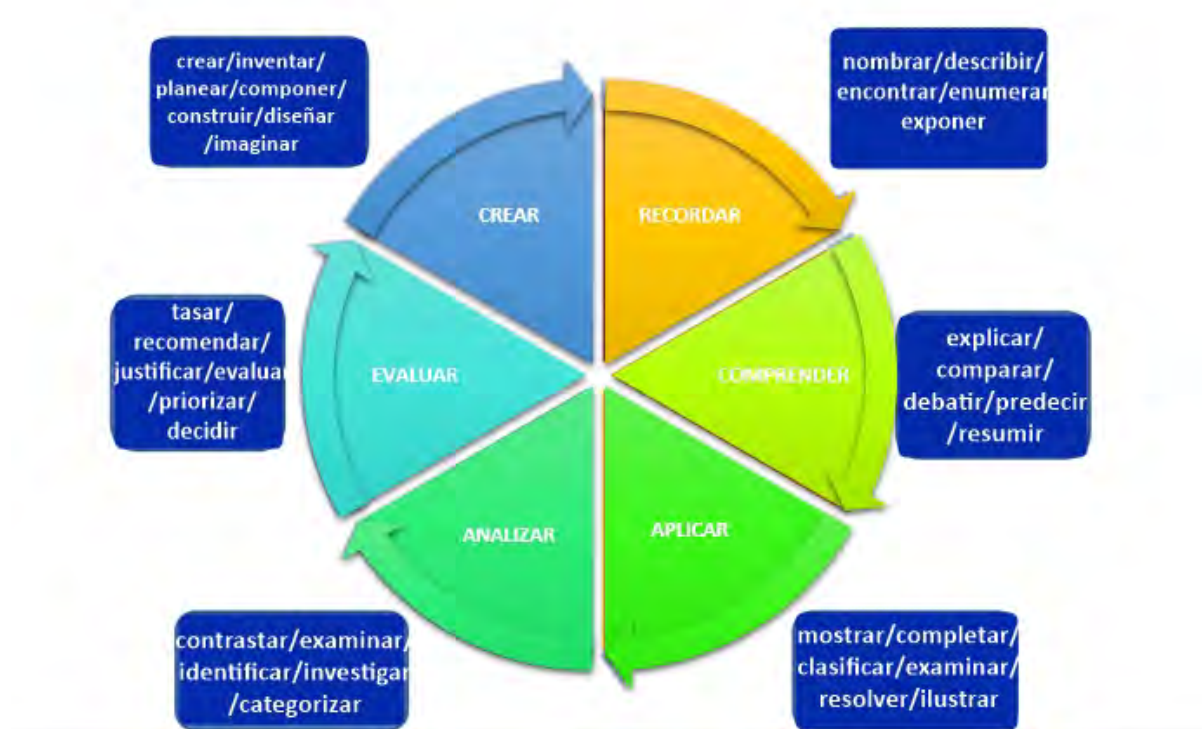 crear/inventar/
planear/componer/
construir/diseñar
/imaginar
nombrar/describir/
encontrar/enumerar
exponer
CREAR
RECORDAR
tasar/
recomendar/
justificar/evaluar
/priorizar/
decidir
EVALUAR
COMPRENDER
explicar/
comparar/
debatir/predecir
/resumir
ANALIZAR
APLICAR
contrastar/examinar/
identificar/investigar
/categorizar
mostrar/completar/
clasificar/examinar/
resolver/ilustrar